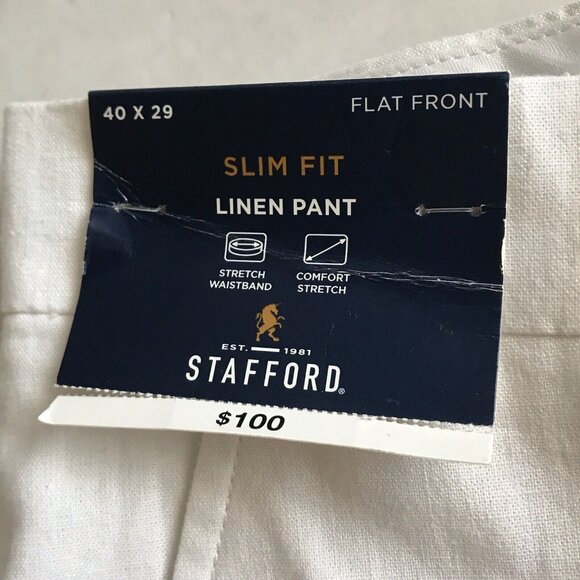 40 X 29
FLAT FRONT
SLIM FIT
LINEN PANT
STRETCH
WAISTBAND
COMFORT
STRETCH
EST. 1981
STAFFORD®
$100